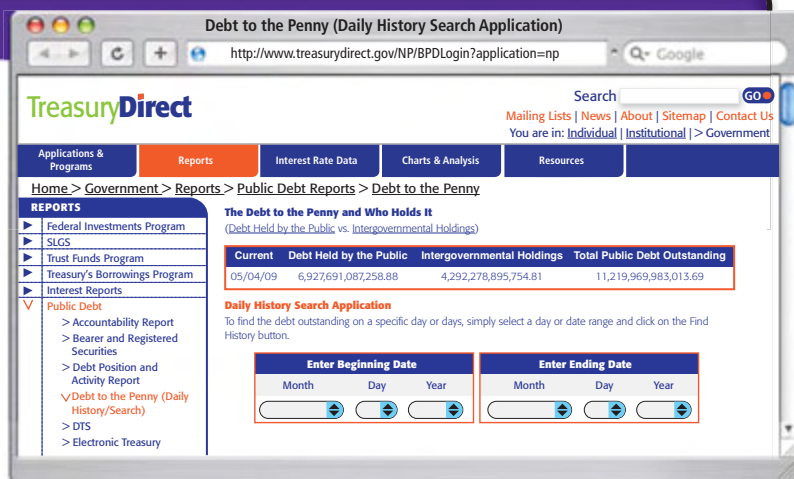 Debt to the Penny (Daily History Search Application)
http://www.treasurydirect.gov/NP/BPDLogin?application=np
Google
TreasuryDirect
Search GO
Mailing Lists | News | About | Sitemap | Contact Us
You are in: Individual | Institutional | > Government
Applications & Programs
Reports
Interest Rate Data
Charts & Analysis
Resources
Home > Government > Reports > Public Debt Reports > Debt to the Penny
REPORTS
Federal Investments Program
SLGS
Trust Funds Program
Treasury's Borrowings Program
Interest Reports
Public Debt
> Accountability Report
> Bearer and Registered
Securities
> Debt Position and
Activity Report
Debt to the Penny (Daily
History/Search)
> DTS
> Electronic Treasury
The Debt to the Penny and Who Holds It
(Debt Held by the Public vs. Intergovernmental Holdings)
Current Debt Held by the Public Intergovernmental Holdings Total Public Debt Outstanding
05/04/09 6,927,691,087,258.88 4,292,278,895,754.81 11,219,969,983,013.69
Daily History Search Application
To find the debt outstanding on a specific day or days, simply select a day or date range and click on the Find
History button.
Enter Beginning Date
Month Day Year
Enter Ending Date
Month Day Year